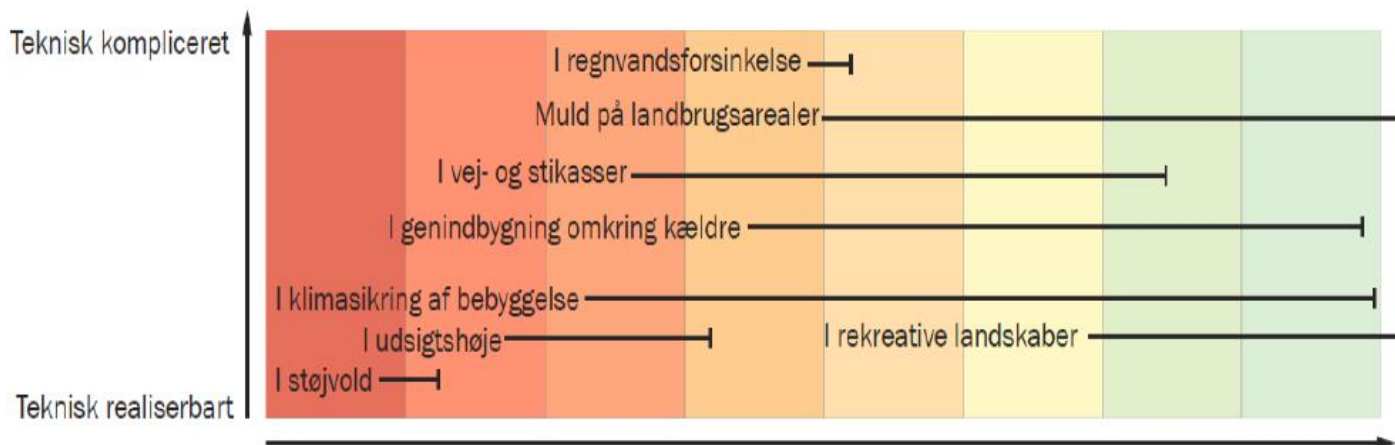 Teknisk kompliceret
I regnvandsforsinkelse
Muld på landbrugsarealer
I vej- og stikasser
I genindbygning omkring kældre
I klimasikring af bebyggelse
I udsigtshøje
I rekreative landskaber
I støjvold
Teknisk realiserbart